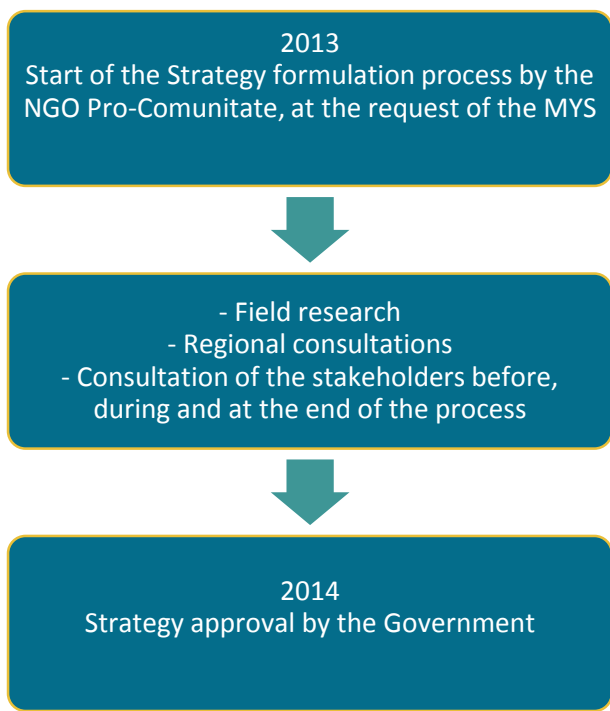 2013
Start of the Strategy formulation process by the
NGO Pro-Comunitate, at the request of the MYS
- Field research
- Regional consultations
- Consultation of the stakeholders before,
during and at the end of the process
2014
Strategy approval by the Government